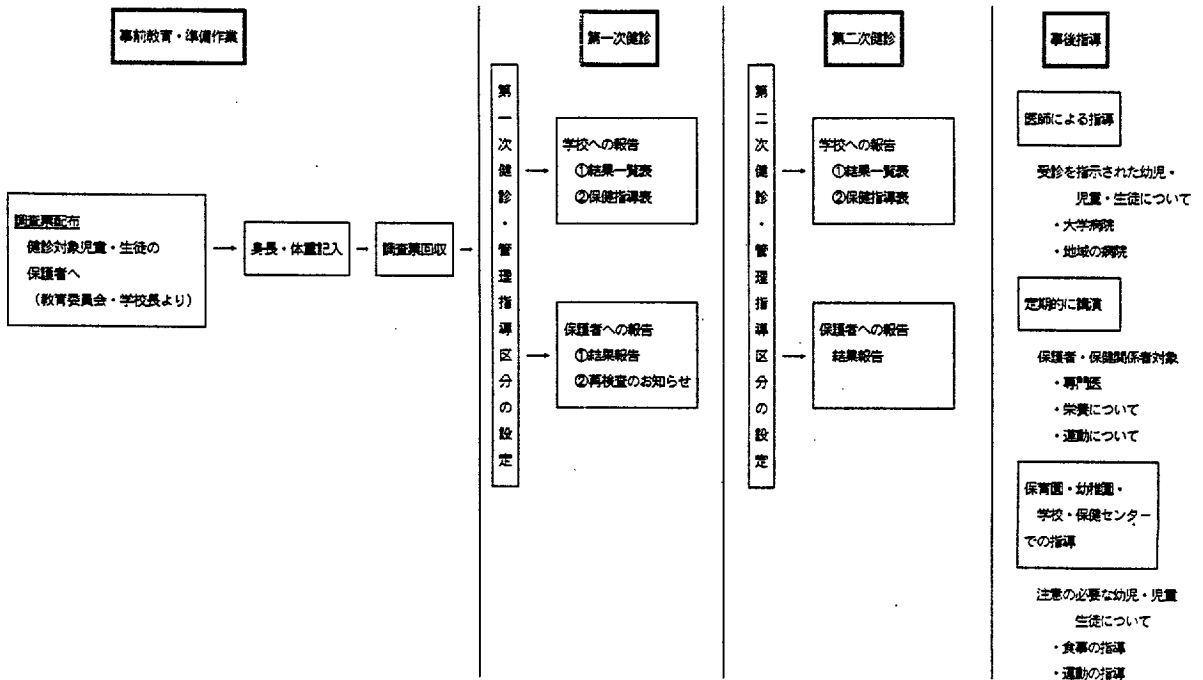 事前教育・準備作業
調査票配布
健診対象児童・生徒の
保護者へ
(教育委員会・学校長より)
身長・体重記入
調査票回収
第一次健診
第一次健診・管理指導区分の設定
学校への報告
①結果一覧表
②保健指導表
保護者への報告
①結果報告
②再検査のお知らせ
第二次健診
第二次健診・管理指導区分の設定
学校への報告
①結果一覧表
②保健指導表
保護者への報告
結果報告
事後指導
医師による指導
受診を指示された幼児・
児童・生徒について
・大学病院
・地域の病院
定期的に講演
保護者・保健関係者対象
・専門医
・栄養について
・運動について
保育園・幼稚園・
学校・保健センター
での指導
注意の必要な幼児・児童
生徒について
・食事の指導
・運動の指導